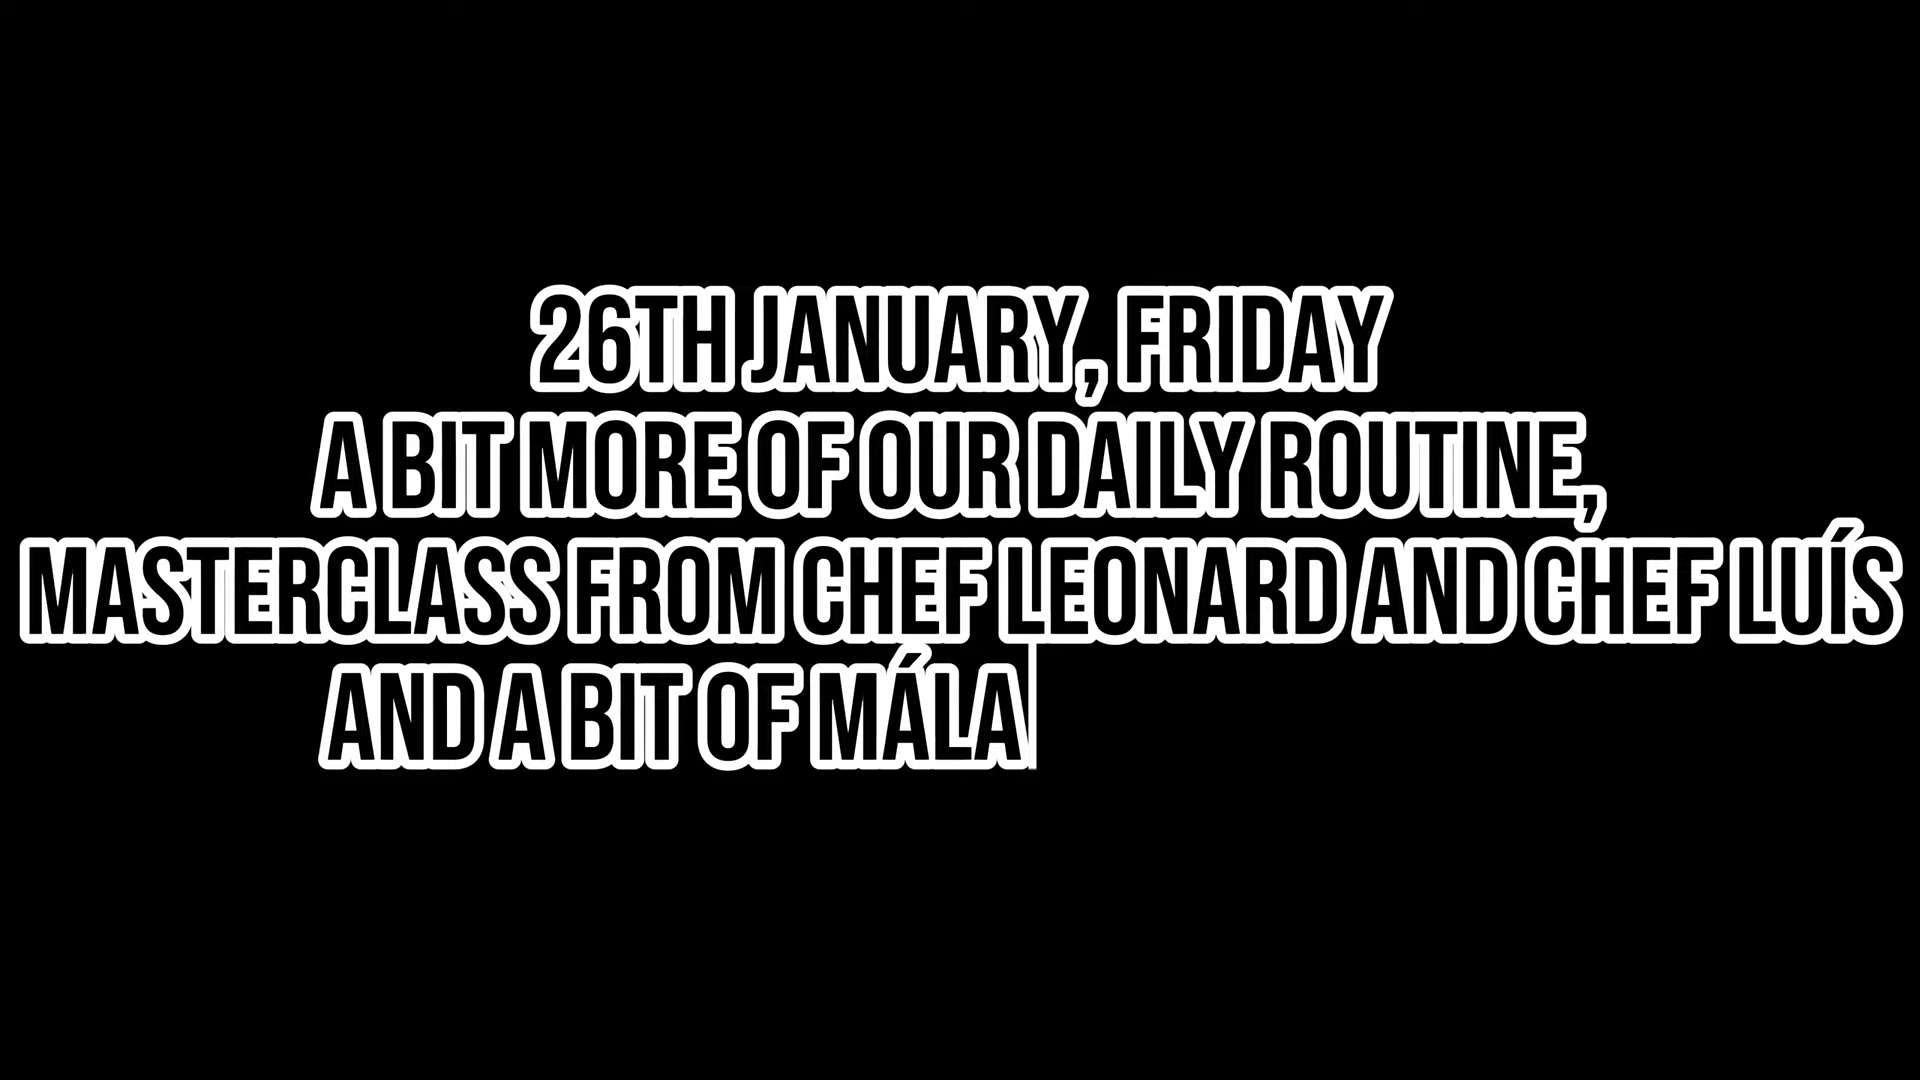 26TH JANUARY, FRIDAY
A BIT MORE OF OUR DAILY ROUTINE,
MASTERCLASS FROM CHEF LEONARD AND CHEF LUÍS
AND A BIT OF MÁLA